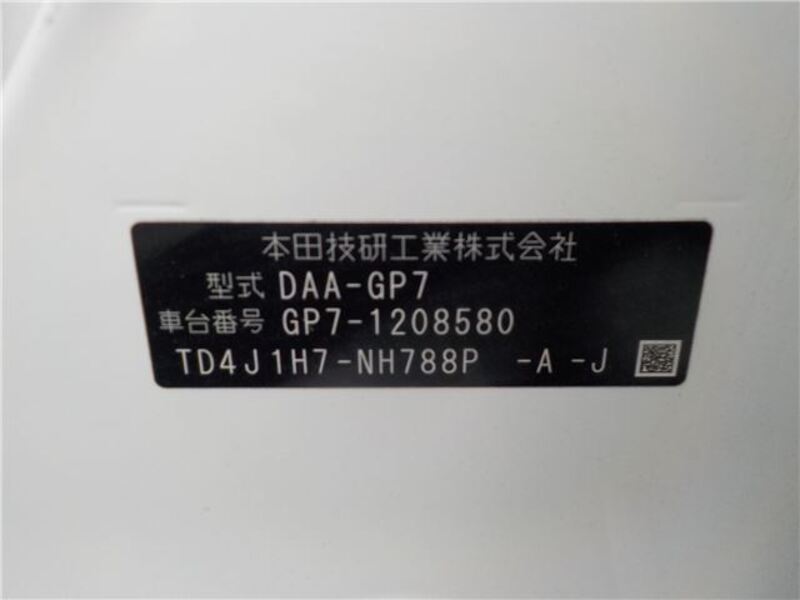 本田技研工業株式会社
型式 DAA-GP7
車台番号 GP7-1208580
TD4J1H7-NH788P -A -J